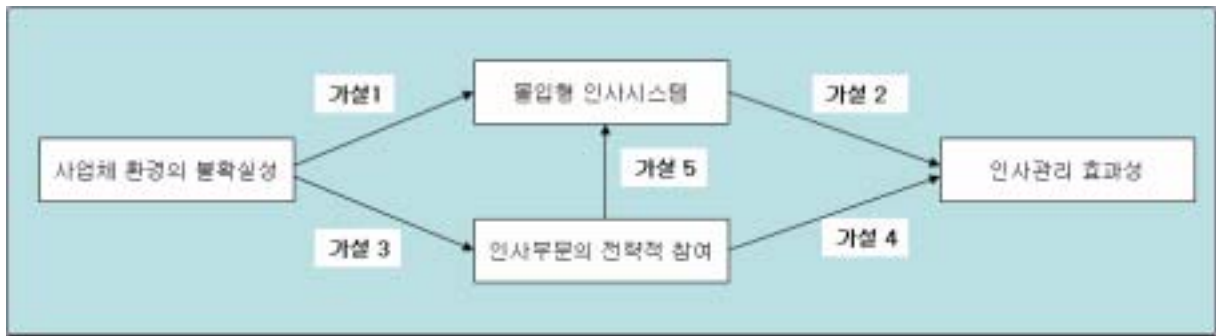 가설1
몰입형 인사시스템
가설 2
사업체 환경의 불확실성
가설 5
인사관리 효과성
가설 3
인사부문의 전략적 참여
가설 4